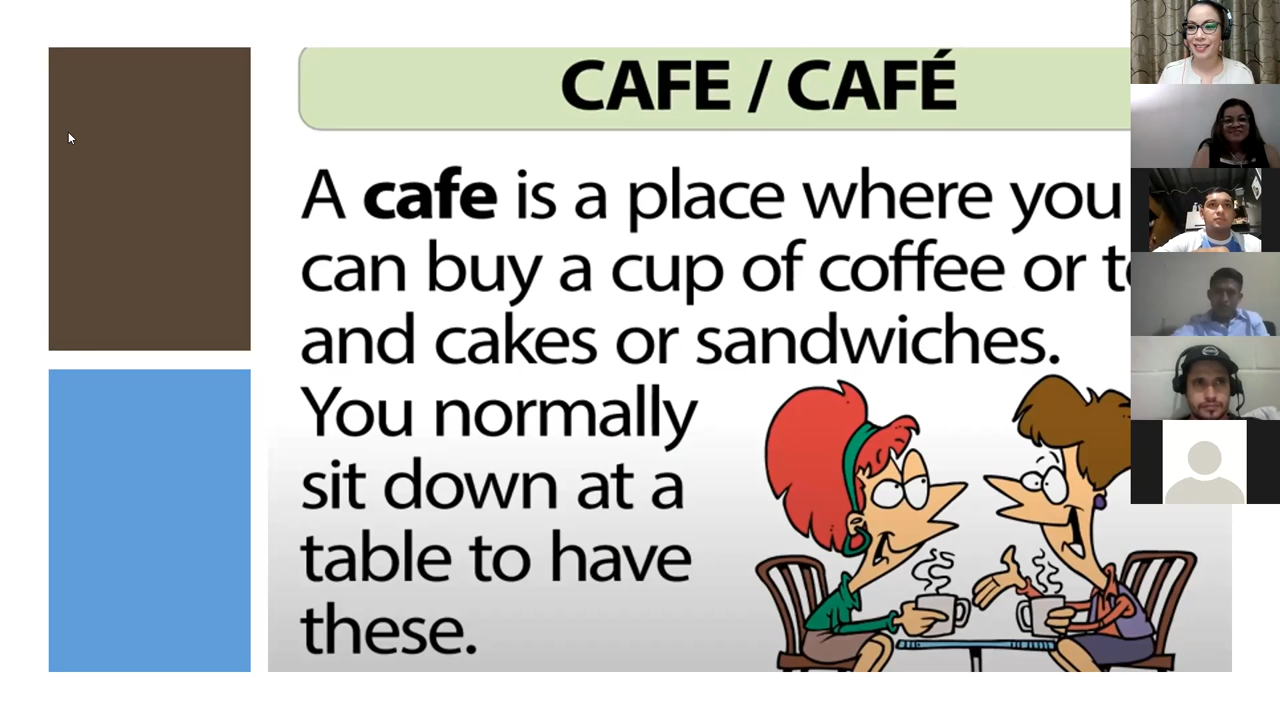 CAFE / CAFÉ
A cafe is a place where you
can buy a cup of coffee or
and cakes or sandwiches.
You normally
sit down at a
table to have
these.